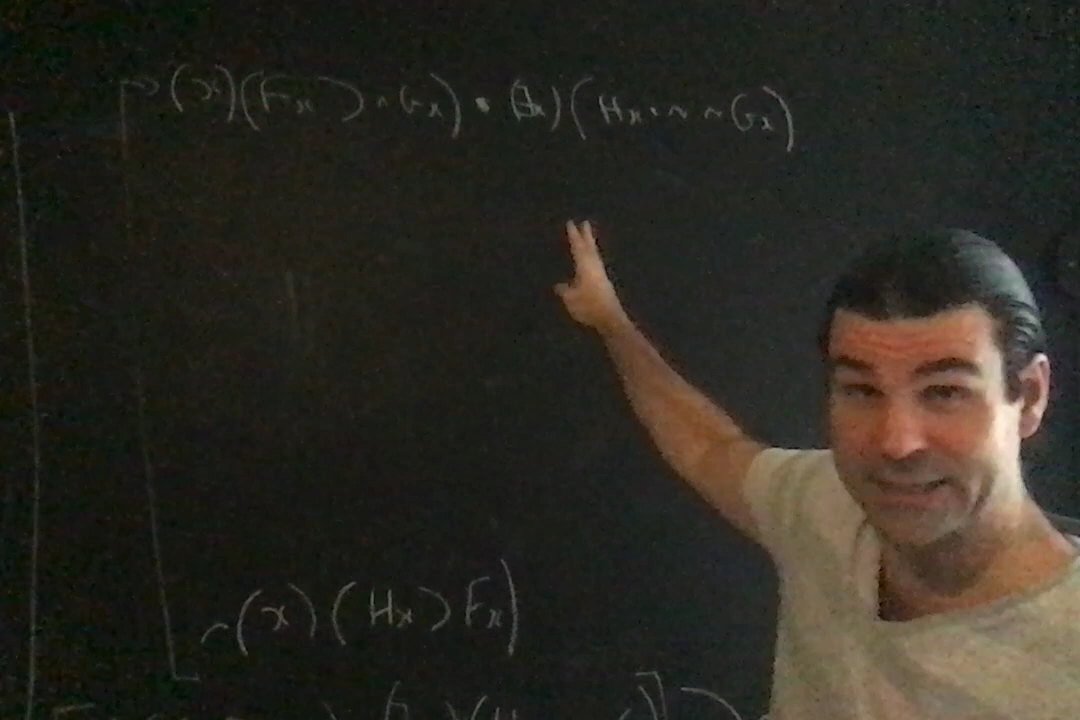 (x)(Fx ⊃ ~Gx) • (∃x)(Hx • ~ ~Gx)
~(x)(Hx ⊃ Fx)